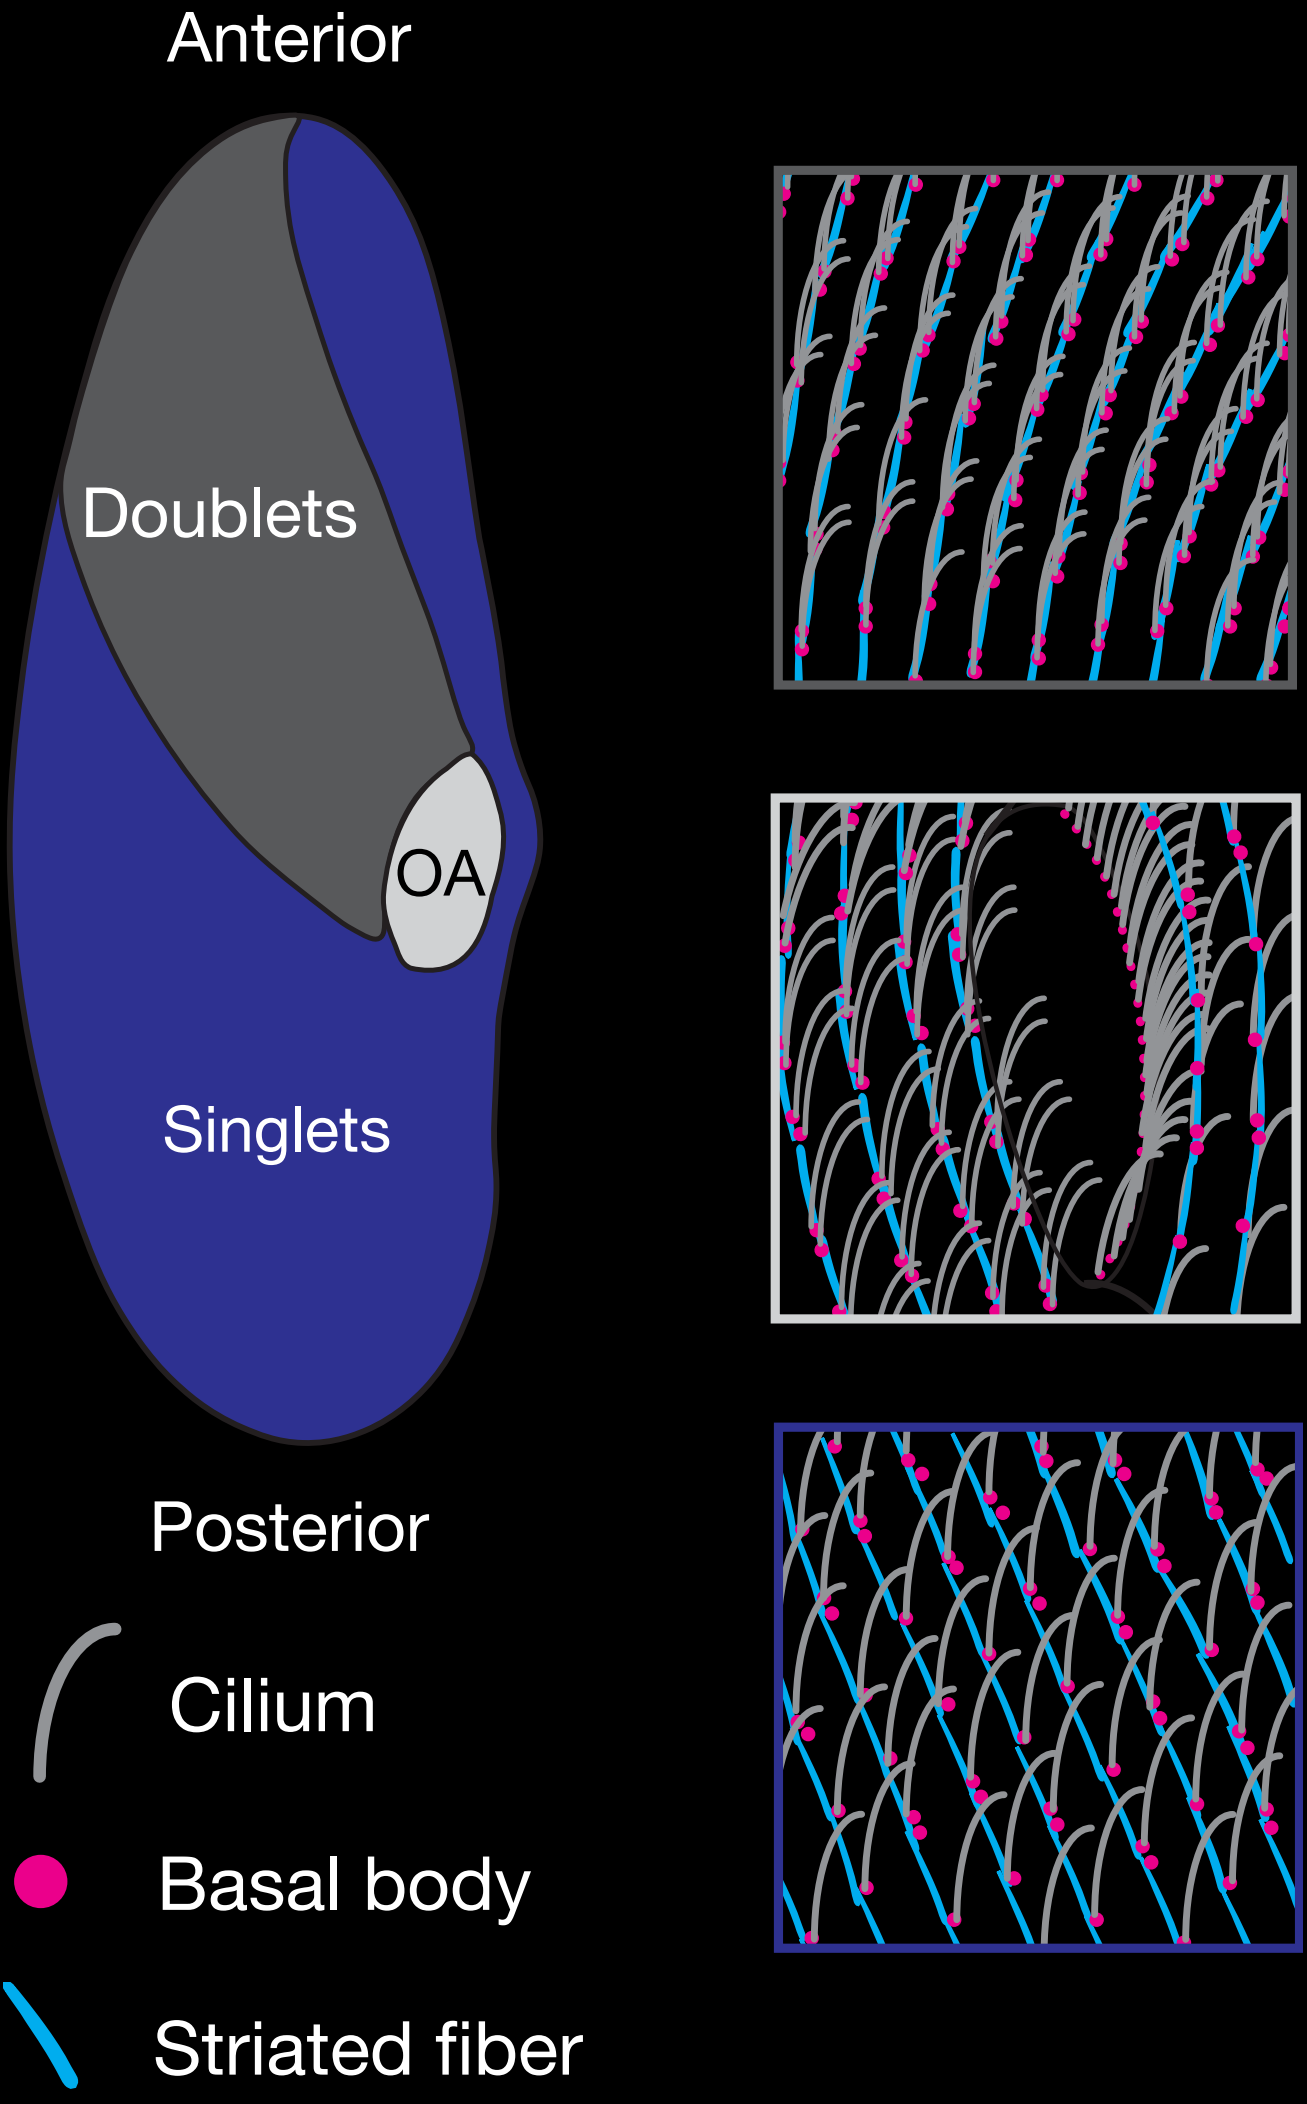 Anterior
Doublets
OA
Singlets
Posterior
Cilium
Basal body
Striated fiber